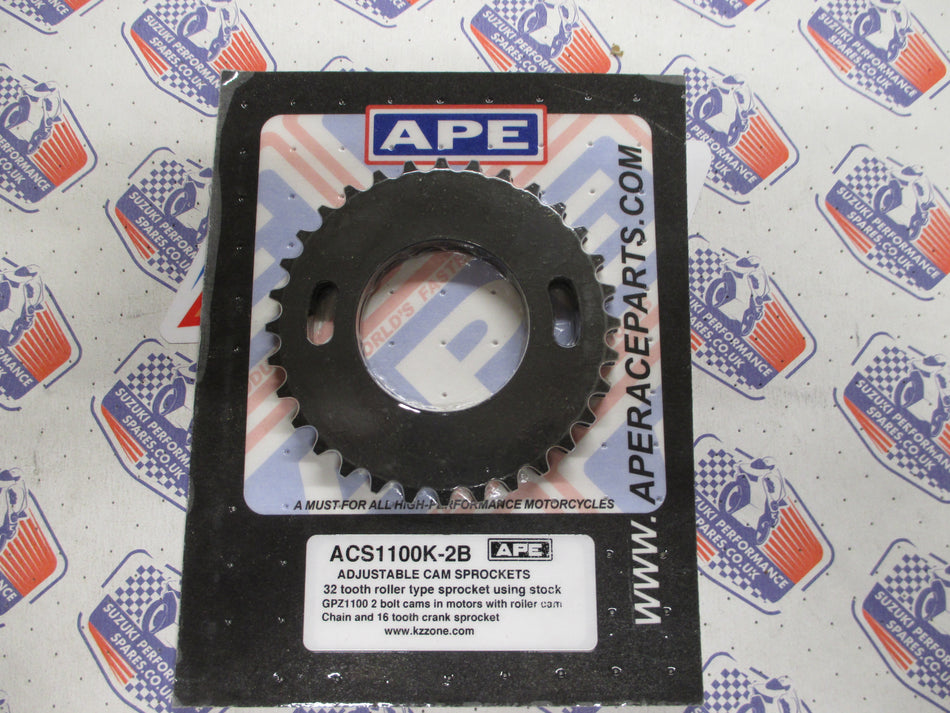 APE
WWW.APERACEPARTS.COM
WORLD'S FAST
A MUST FOR ALL HIGH-PERFORMANCE MOTORCYCLES
ACS1100K-2B APE
ADJUSTABLE CAM SPROCKETS
32 tooth roller type sprocket using stock
GPZ1100 2 bolt cams in motors with roller cam
Chain and 16 tooth crank sprocket
www.kzzone.com
SUZUKI PERFORMANCE
SPARES.CO.UK